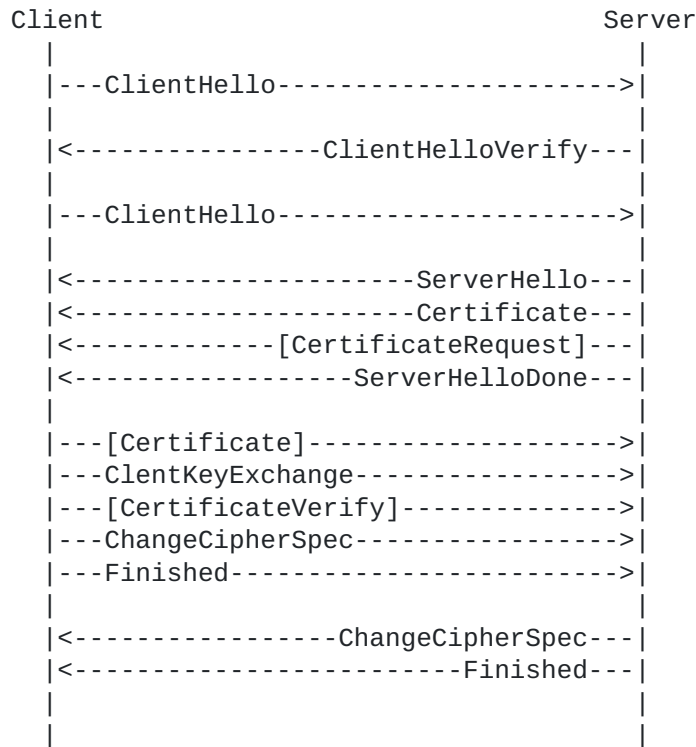 Client Server
---ClientHello---------------------->
<----------------ClientHelloVerify---
---ClientHello---------------------->
<----------------------ServerHello---
<----------------------Certificate---
<-------------[CertificateRequest]---
<------------------ServerHelloDone---
---[Certificate]-------------------->
---ClentKeyExchange----------------->
---[CertificateVerify]-------------->
---ChangeCipherSpec----------------->
---Finished------------------------->
<-----------------ChangeCipherSpec---
<-------------------------Finished---